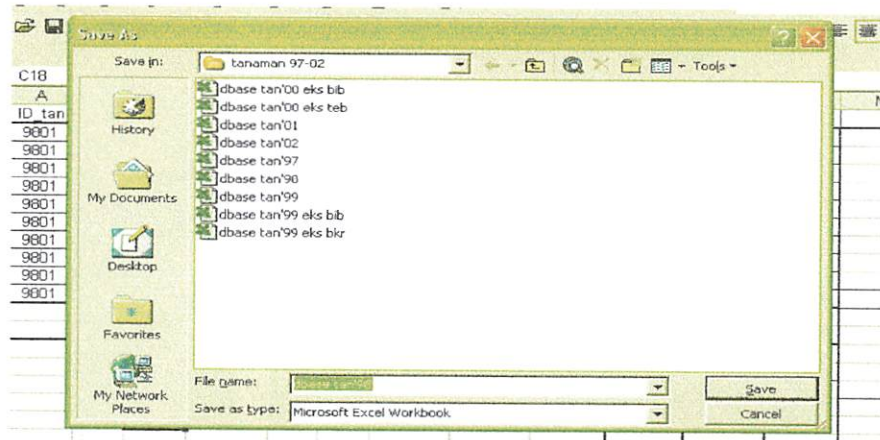 Save As
Save in: tanaman 97-02 Tools
C18
A
ID_tan
9801
9801
9801
9801
9801
9801
9801
9801
9801
9801
History
My Documents
Desktop
Favorites
My Network Places
dbase tan'00 eks bib
dbase tan'00 eks teb
dbase tan'01
dbase tan'02
dbase tan'97
dbase tan'98
dbase tan'99
dbase tan'99 eks bib
dbase tan'99 eks bkr
File name:
Save
Save as type: Microsoft Excel Workbook
Cancel